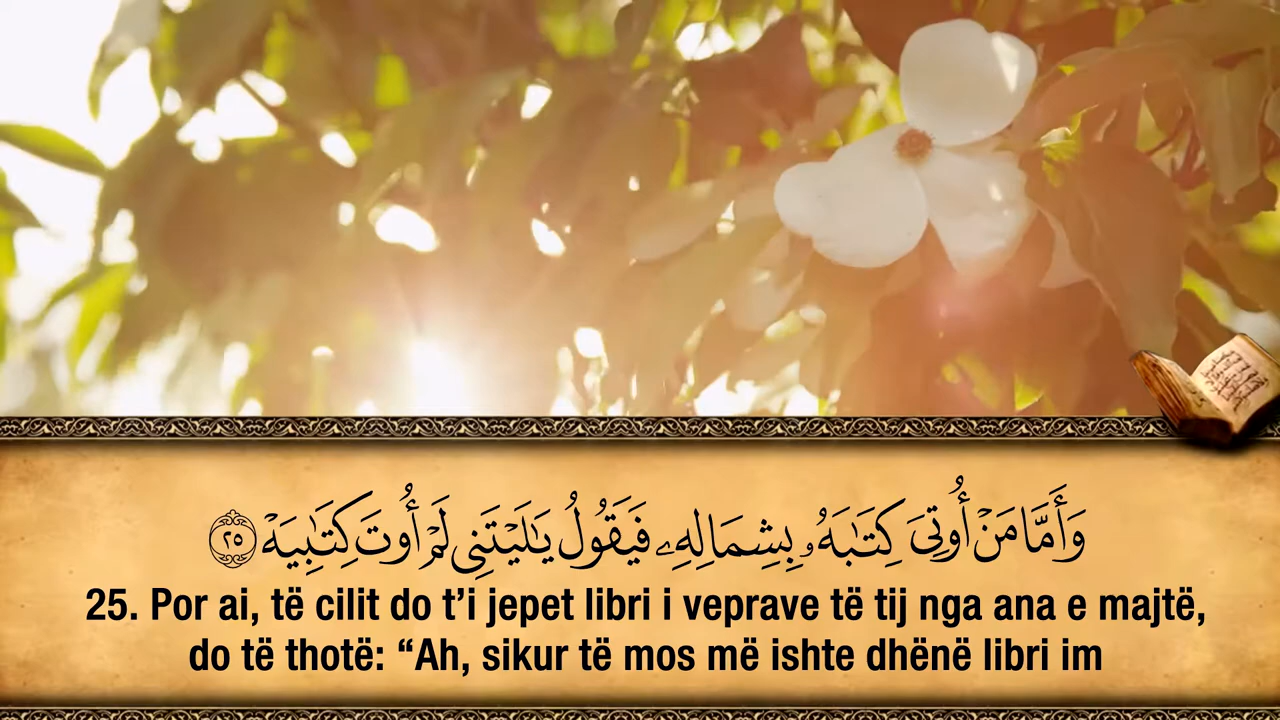 وَأَمَّا مَنْ أُوتِىَ كِتَٰبَهُۥ بِشِمَالِهِۦ فَيَقُولُ يَٰلَيْتَنِى لَمْ أُوتَ كِتَٰبِيَهْ ٢٥
25. Por ai, të cilit do t’i jepet libri i veprave të tij nga ana e majtë,
do të thotë: “Ah, sikur të mos më ishte dhënë libri im